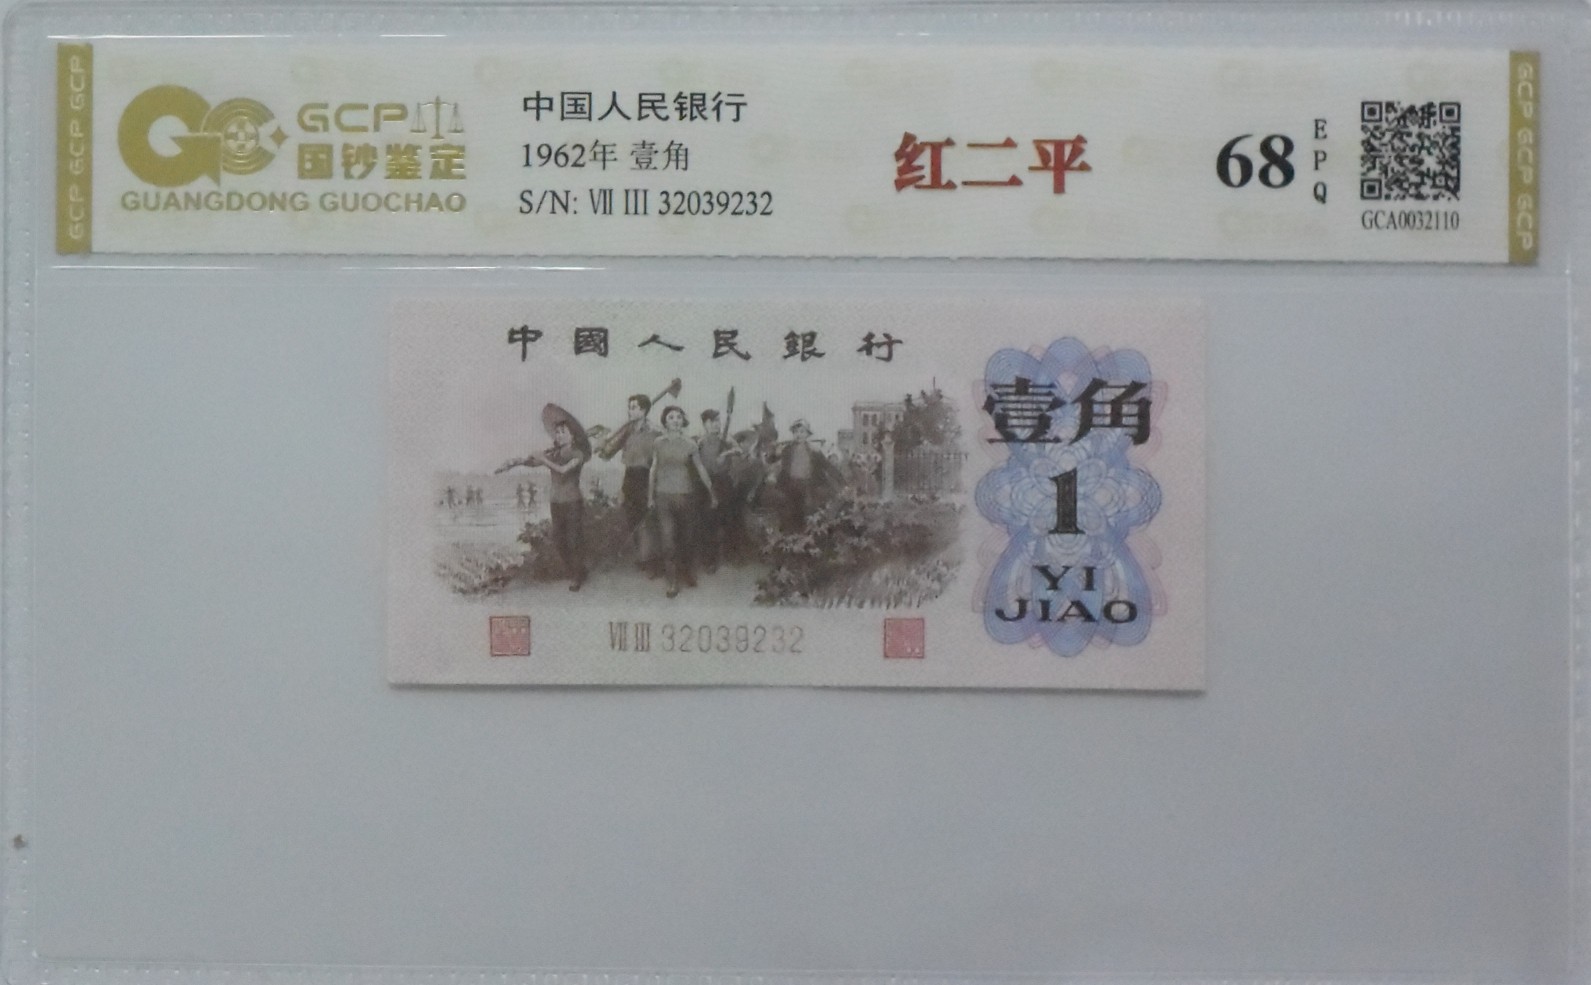 GCP GCP GCP
GCP
国钞鉴定
GUANGDONG GUOCHAO
中国人民银行
1962年 壹角
S/N: Ⅶ Ⅲ 32039232
红二平
68
EPQ
GCA0032110
GCP GCP GCP
中國人民銀行
壹角
1
YI
JIAO
Ⅶ Ⅲ 32039232